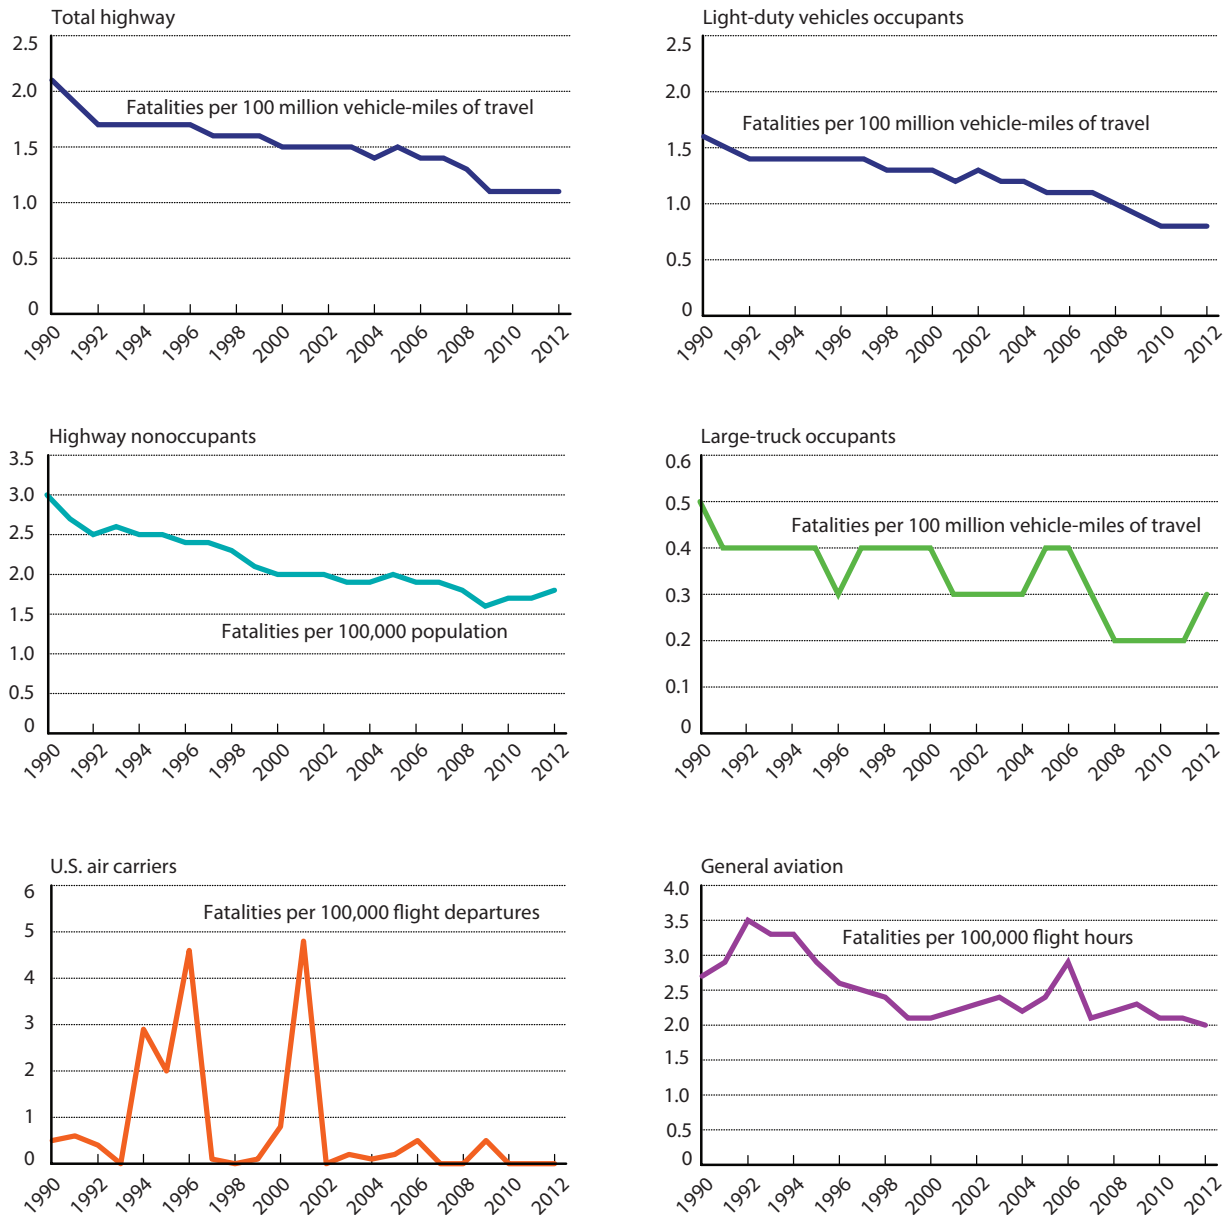 Total highway
2.5
2.0
Fatalities per 100 million vehicle-miles of travel
1.5
1.0
0.5
0
1990 1992 1994 1996 1998 2000 2002 2004 2006 2008 2010 2012
Light-duty vehicles occupants
2.5
2.0
Fatalities per 100 million vehicle-miles of travel
1.5
1.0
0.5
0
1990 1992 1994 1996 1998 2000 2002 2004 2006 2008 2010 2012
Highway nonoccupants
3.5
3.0
2.5
2.0
1.5
Fatalities per 100,000 population
1.0
0.5
0
1990 1992 1994 1996 1998 2000 2002 2004 2006 2008 2010 2012
Large-truck occupants
0.6
0.5
Fatalities per 100 million vehicle-miles of travel
0.4
0.3
0.2
0.1
0
1990 1992 1994 1996 1998 2000 2002 2004 2006 2008 2010 2012
U.S. air carriers
6
Fatalities per 100,000 flight departures
5
4
3
2
1
0
1990 1992 1994 1996 1998 2000 2002 2004 2006 2008 2010 2012
General aviation
4.0
3.5
Fatalities per 100,000 flight hours
3.0
2.5
2.0
1.5
1.0
0.5
0
1990 1992 1994 1996 1998 2000 2002 2004 2006 2008 2010 2012